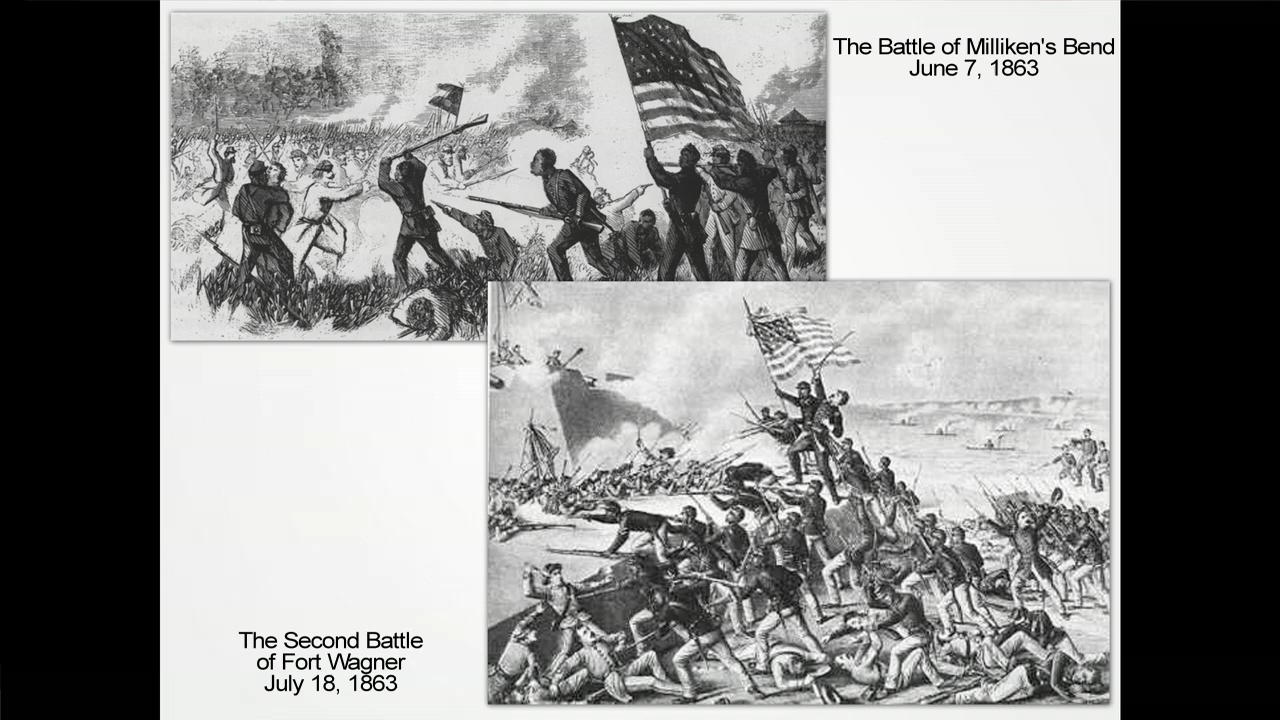 The Battle of Milliken's Bend
June 7, 1863
The Second Battle
of Fort Wagner
July 18, 1863